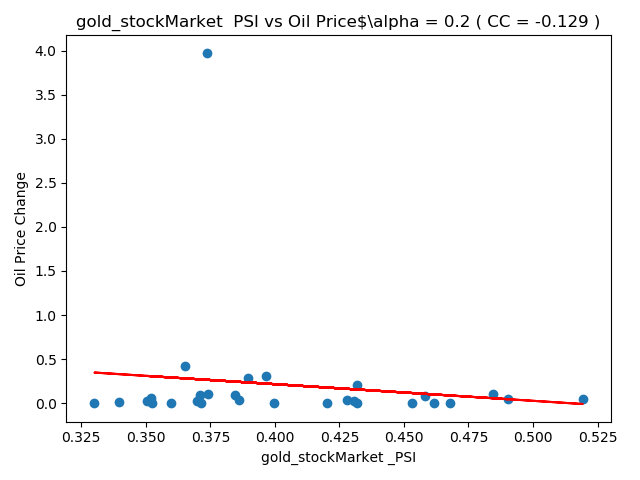 gold_stockMarket  PSI vs Oil Price$\alpha = 0.2 ( CC = -0.129 )
Oil Price Change
4.0
3.5
3.0
2.5
2.0
1.5
1.0
0.5
0.0
0.325 0.350 0.375 0.400 0.425 0.450 0.475 0.500 0.525
gold_stockMarket _PSI